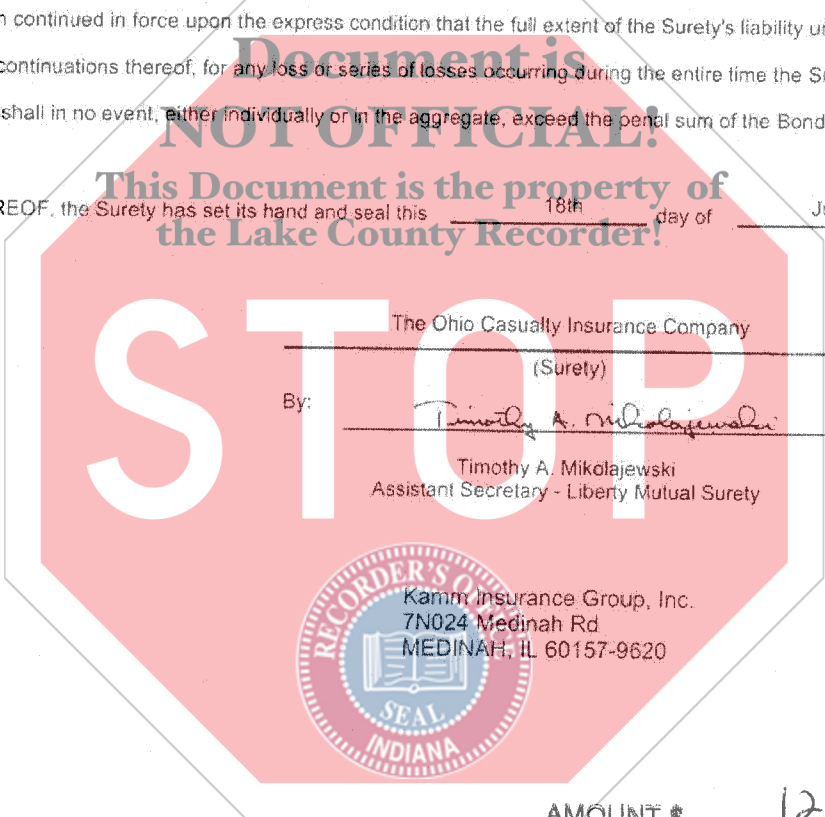 continued in force upon the express condition that the full extent of the Surety's liability
Document is
continuations thereof, for any loss or series of losses occurring during the entire time the
shall in no event, either individually or in the aggregate, exceed the penal sum of the Bond
NOT OFFICIAL!
This Document is the property of
REOF, the Surety has set its hand and seal this 18th day of
the Lake County Recorder!
STOP
The Ohio Casualty Insurance Company
(Surety)
By: Timothy A. Mikolajewski
Timothy A. Mikolajewski
Assistant Secretary - Liberty Mutual Surety
RECORDER'S OFFICE
Kamm Insurance Group, Inc.
7N024 Medinah Rd
MEDINAH, IL 60157-9620
SEAL
INDIANA
AMOUNT $ 12